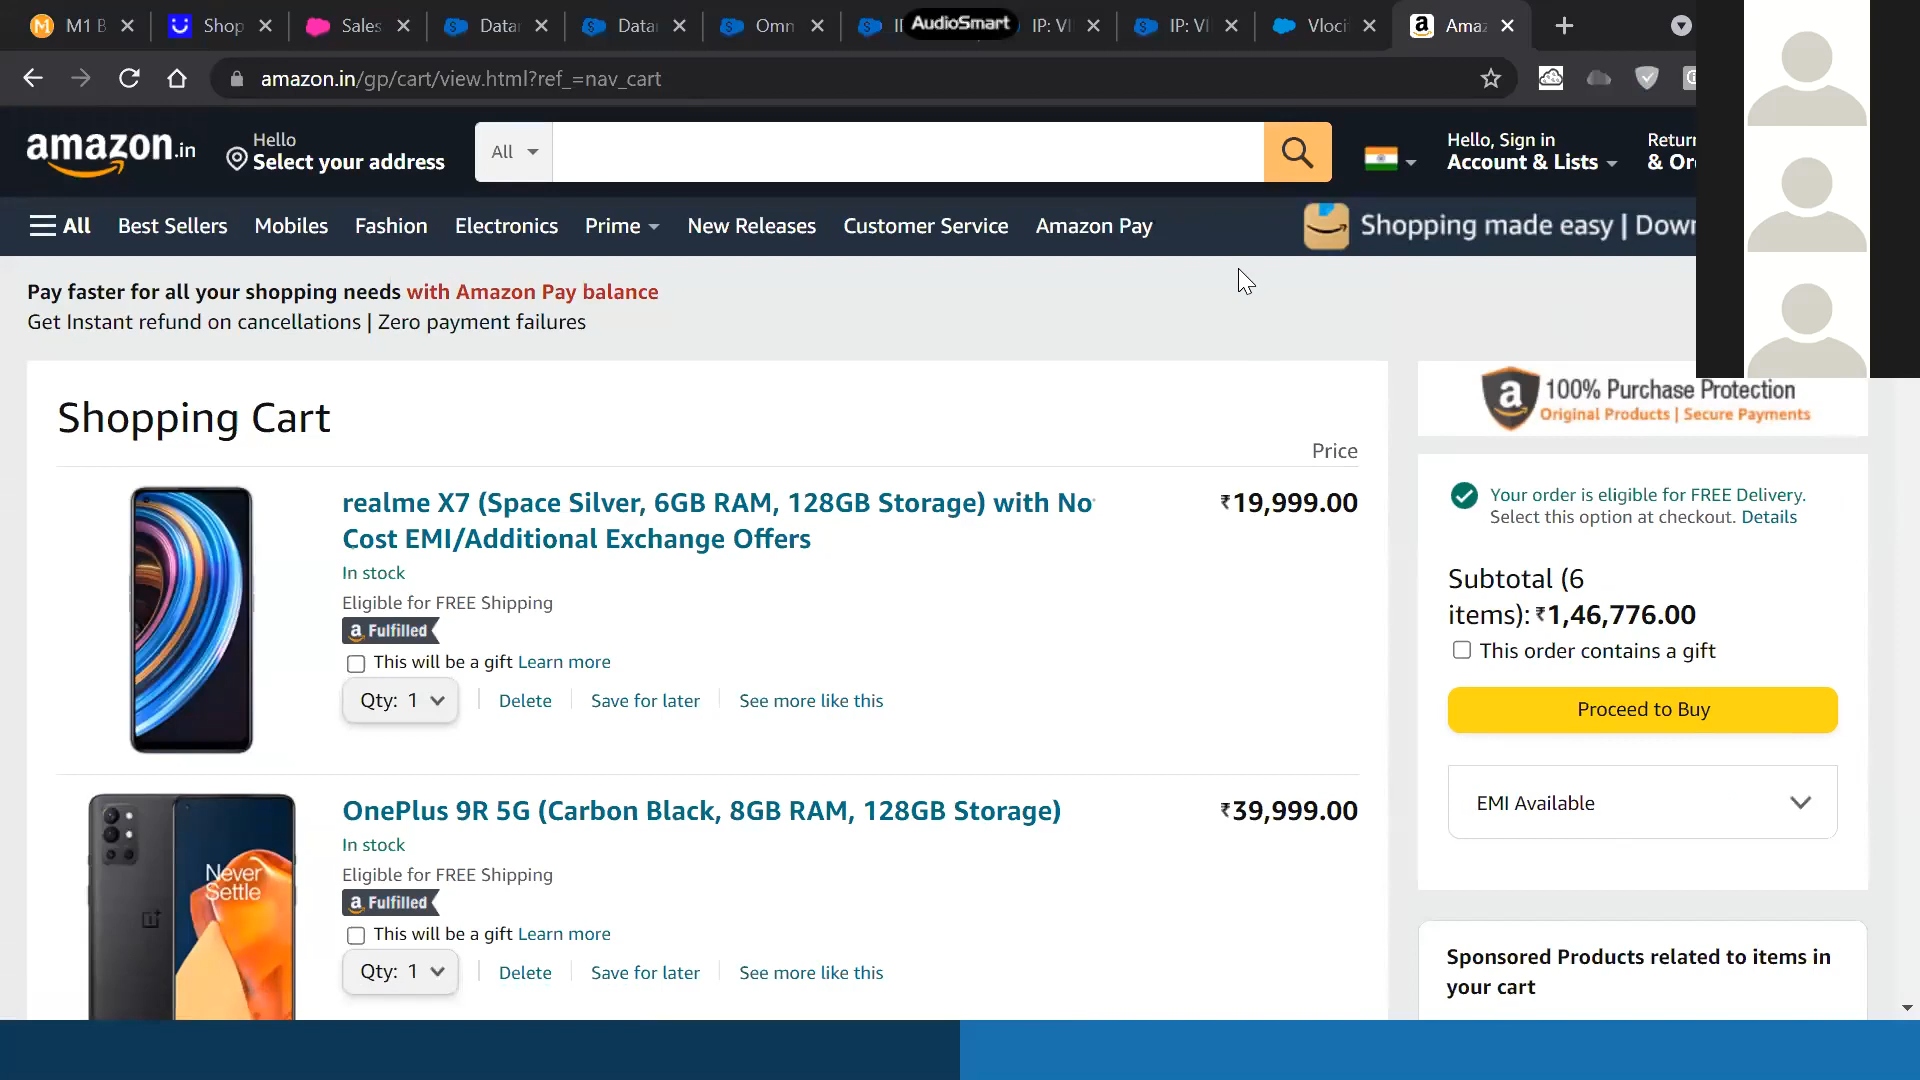 M1 B
Shop
Sales
Datar
Datar
Omn
AudioSmart
IP: VI
IP: VI
Vloci
Amaz
amazon.in/gp/cart/view.html?ref_=nav_cart
amazon.in
Hello
Select your address
All
Hello, Sign in
Account & Lists
Return
& Or
All
Best Sellers
Mobiles
Fashion
Electronics
Prime
New Releases
Customer Service
Amazon Pay
Shopping made easy | Down
Pay faster for all your shopping needs with Amazon Pay balance
Get Instant refund on cancellations | Zero payment failures
Shopping Cart
Price
realme X7 (Space Silver, 6GB RAM, 128GB Storage) with No
Cost EMI/Additional Exchange Offers
₹19,999.00
In stock
Eligible for FREE Shipping
a Fulfilled
This will be a gift Learn more
Qty: 1
Delete
Save for later
See more like this
Never
Settle
OnePlus 9R 5G (Carbon Black, 8GB RAM, 128GB Storage)
₹39,999.00
In stock
Eligible for FREE Shipping
a Fulfilled
This will be a gift Learn more
Qty: 1
Delete
Save for later
See more like this
a
100% Purchase Protection
Original Products | Secure Payments
Your order is eligible for FREE Delivery.
Select this option at checkout. Details
Subtotal (6
items): ₹1,46,776.00
This order contains a gift
Proceed to Buy
EMI Available
Sponsored Products related to items in
your cart